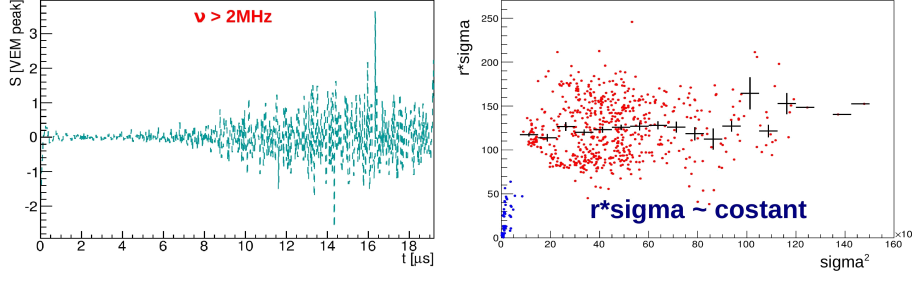 ν > 2MHz
S [VEM peak]
3
2
1
0
-1
-2
0 2 4 6 8 10 12 14 16 18
t [μs]
r*sigma
250
200
150
100
50
0
0 20 40 60 80 100 120 140 160
×10
r*sigma ~ costant
sigma²